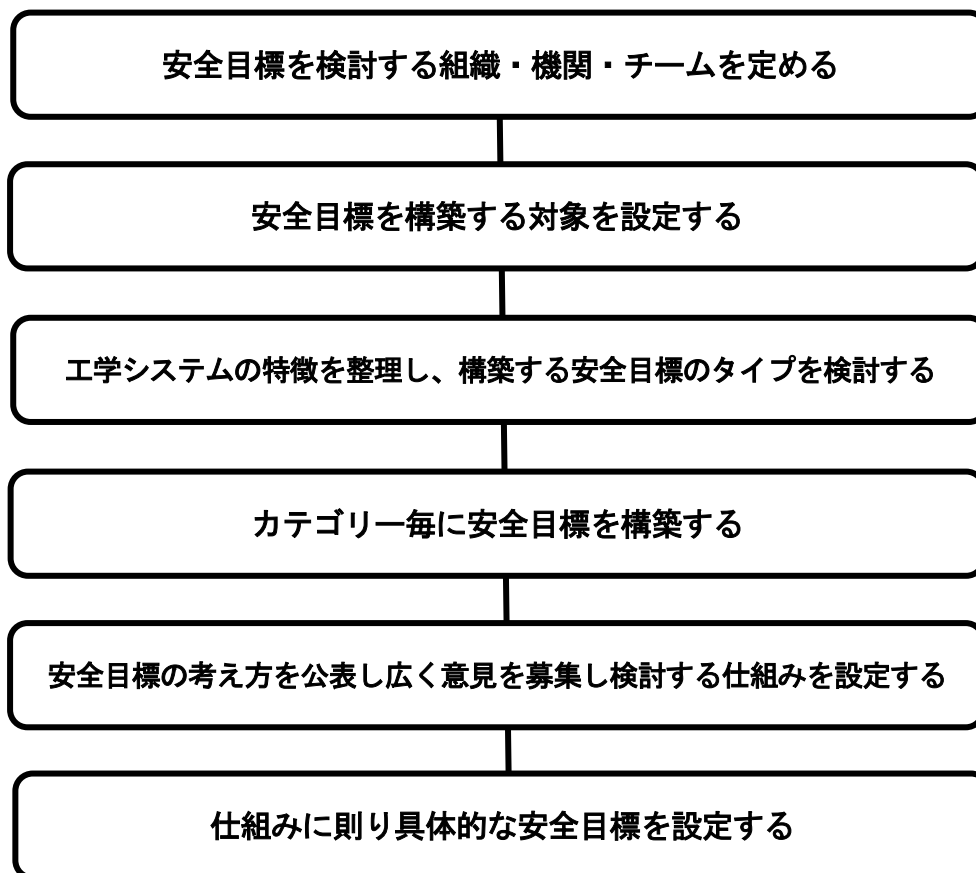 安全目標を検討する組織・機関・チームを定める
安全目標を構築する対象を設定する
工学システムの特徴を整理し、構築する安全目標のタイプを検討する
カテゴリー毎に安全目標を構築する
安全目標の考え方を公表し広く意見を募集し検討する仕組みを設定する
仕組みに則り具体的な安全目標を設定する